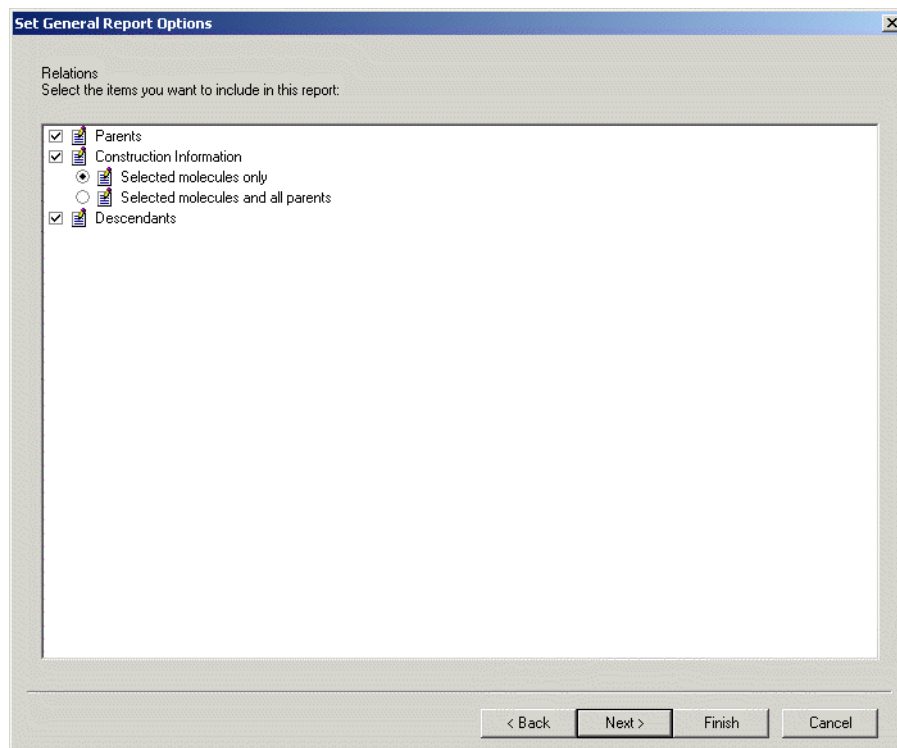 Set General Report Options
Relations
Select the items you want to include in this report:
Parents
Construction Information
Selected molecules only
Selected molecules and all parents
Descendants
< Back Next > Finish Cancel